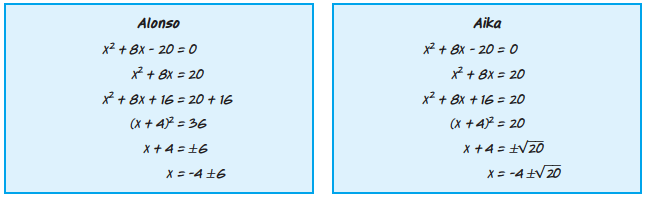 Alonso
x² + 8x - 20 = 0
x² + 8x = 20
x² + 8x + 16 = 20 + 16
(x + 4)² = 36
x + 4 = ±6
x = -4 ±6
Aika
x² + 8x - 20 = 0
x² + 8x = 20
x² + 8x + 16 = 20
(x + 4)² = 20
x + 4 = ±√20
x = -4 ±√20